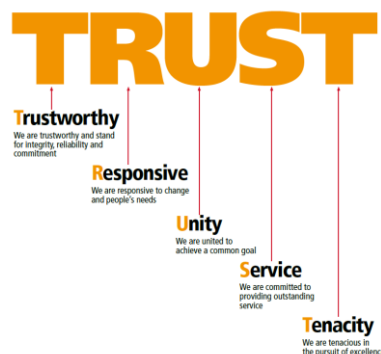 TRUST
Trustworthy
We are trustworthy and stand
for integrity, reliability and
commitment
Responsive
We are responsive to change
and people's needs
Unity
We are united to
achieve a common goal
Service
We are committed to
providing outstanding
service
Tenacity
We are tenacious in
the pursuit of excellenc